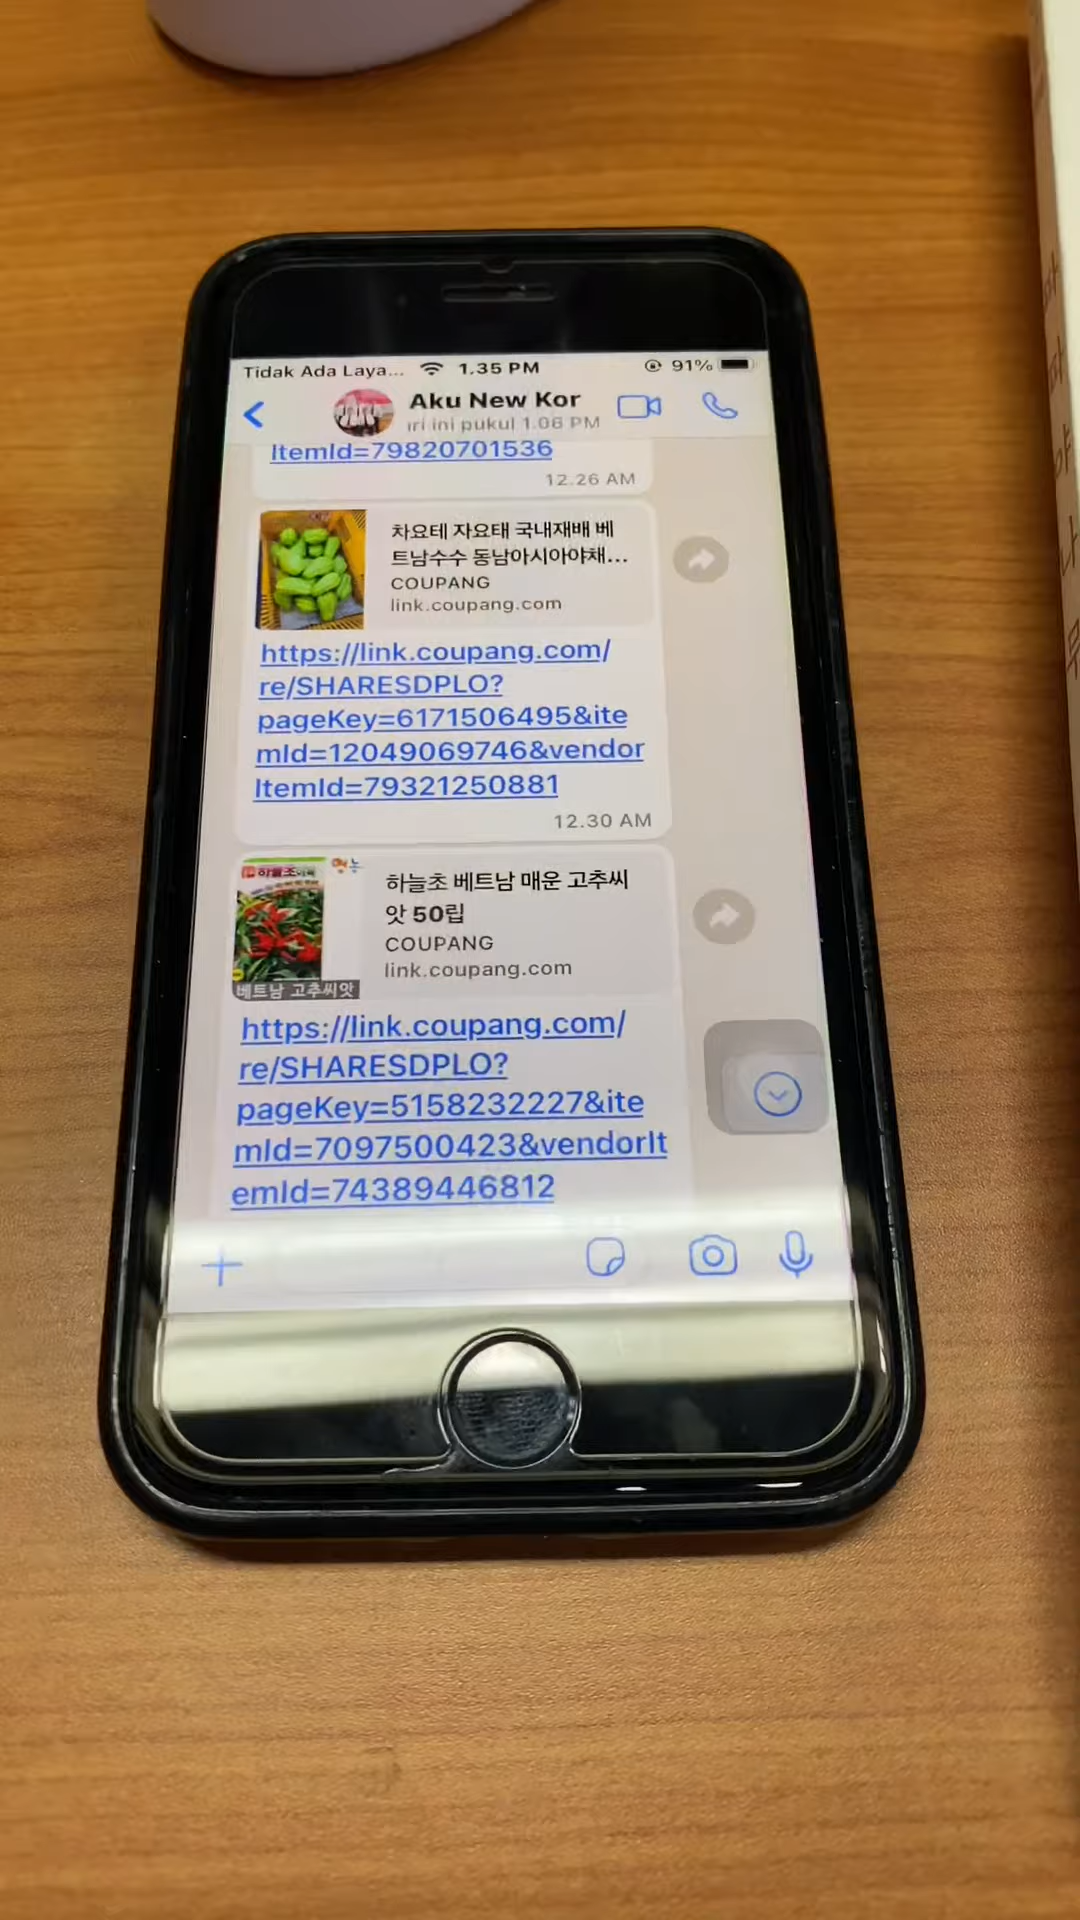 Tidak Ada Laya...
1.35 PM
91%
Aku New Kor
iri ini pukul 1.08 PM
ItemId=79820701536
12.26 AM
차요테 자요태 국내재배 베
트남수수 동남아시아야채...
COUPANG
link.coupang.com
https://link.coupang.com/
re/SHARESDPLO?
pageKey=6171506495&ite
mId=12049069746&vendor
ItemId=79321250881
12.30 AM
하늘초 베트남 매운 고추씨
앗 50립
COUPANG
link.coupang.com
베트남 고추씨앗
https://link.coupang.com/
re/SHARESDPLO?
pageKey=5158232227&ite
mId=7097500423&vendorIt
emId=74389446812